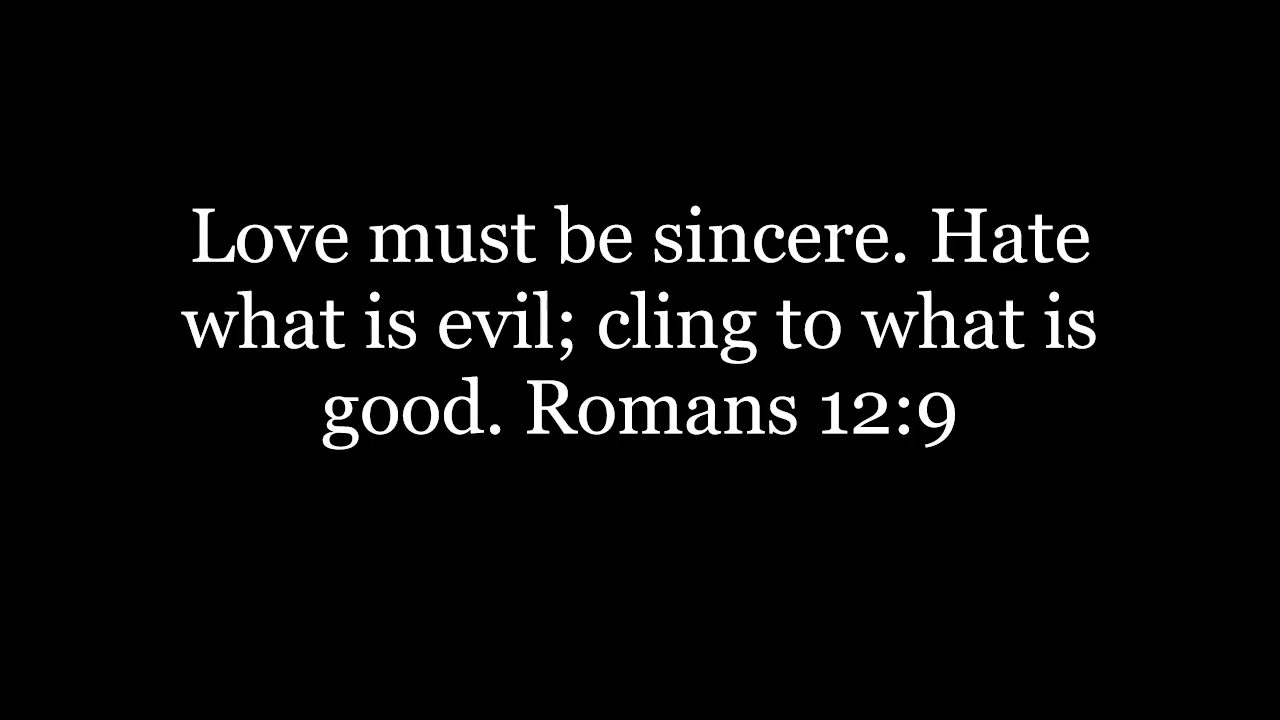 Love must be sincere. Hate
what is evil; cling to what is
good. Romans 12:9